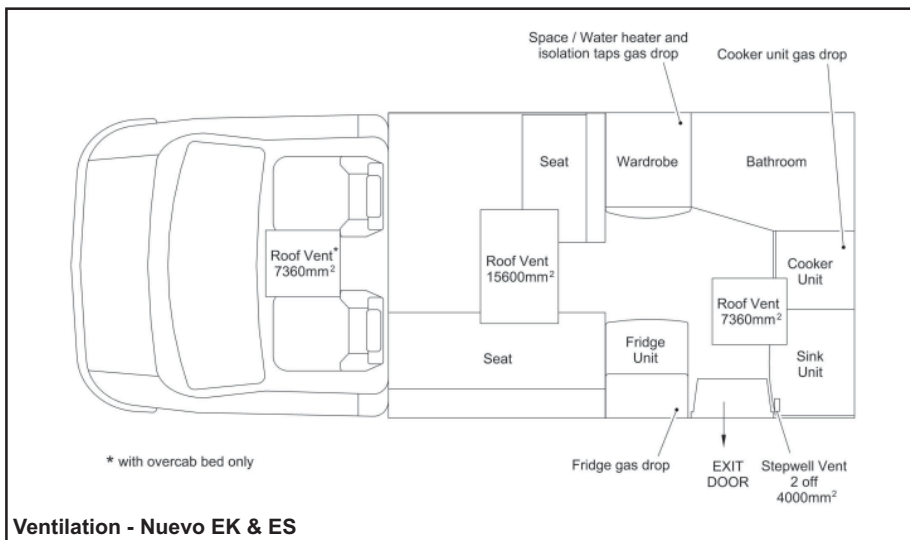 Space / Water heater and
isolation taps gas drop
Cooker unit gas drop
Seat
Wardrobe
Bathroom
Roof Vent*
7360mm²
Roof Vent
15600mm²
Cooker
Unit
Roof Vent
7360mm²
Seat
Fridge
Unit
Sink
Unit
* with overcab bed only
Fridge gas drop
EXIT
DOOR
Stepwell Vent
2 off
4000mm²
Ventilation - Nuevo EK & ES